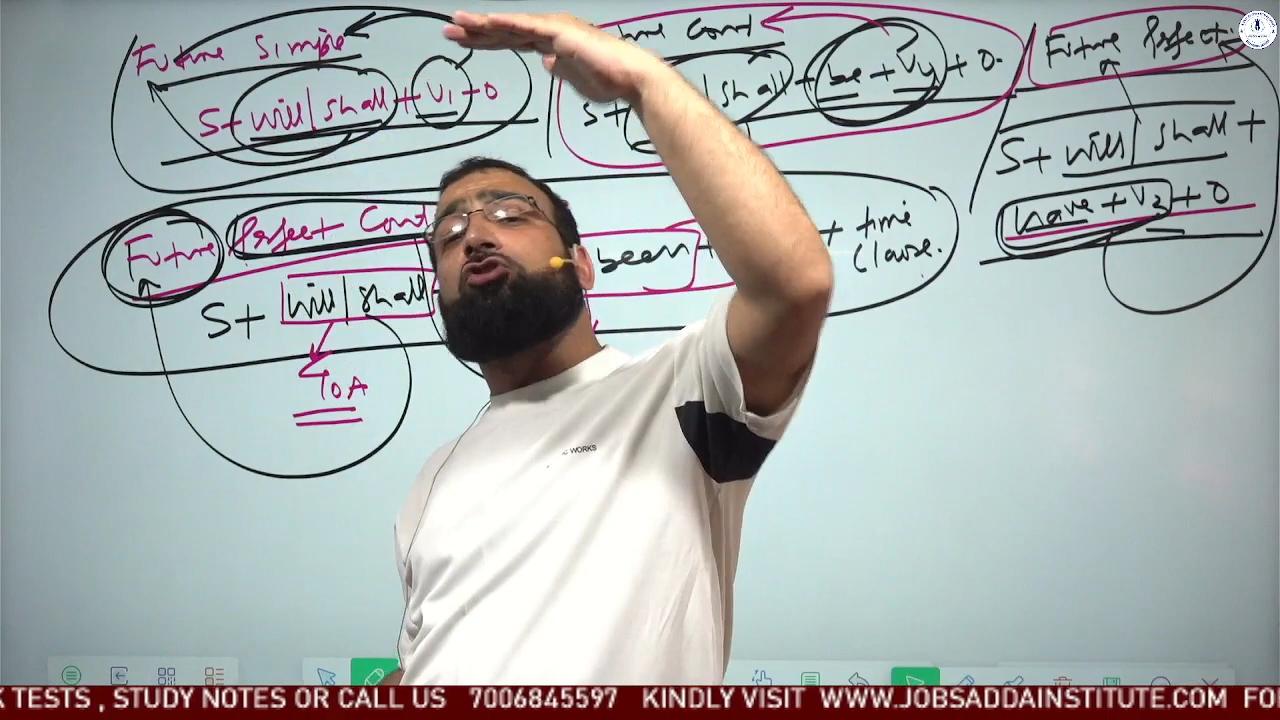 Future Simple
S+ will/shall + V1 + O
Cont
S+ shall + be + V4 + O.
Future Perfect
S+ will/shall +
have + V3 + O
Future Perfect Cont
S+ will/shall been + time
Clause.
TOA
WORKS
K TESTS , STUDY NOTES OR CALL US 7006845597 KINDLY VISIT WWW.JOBSADDAINSTITUTE.COM FO